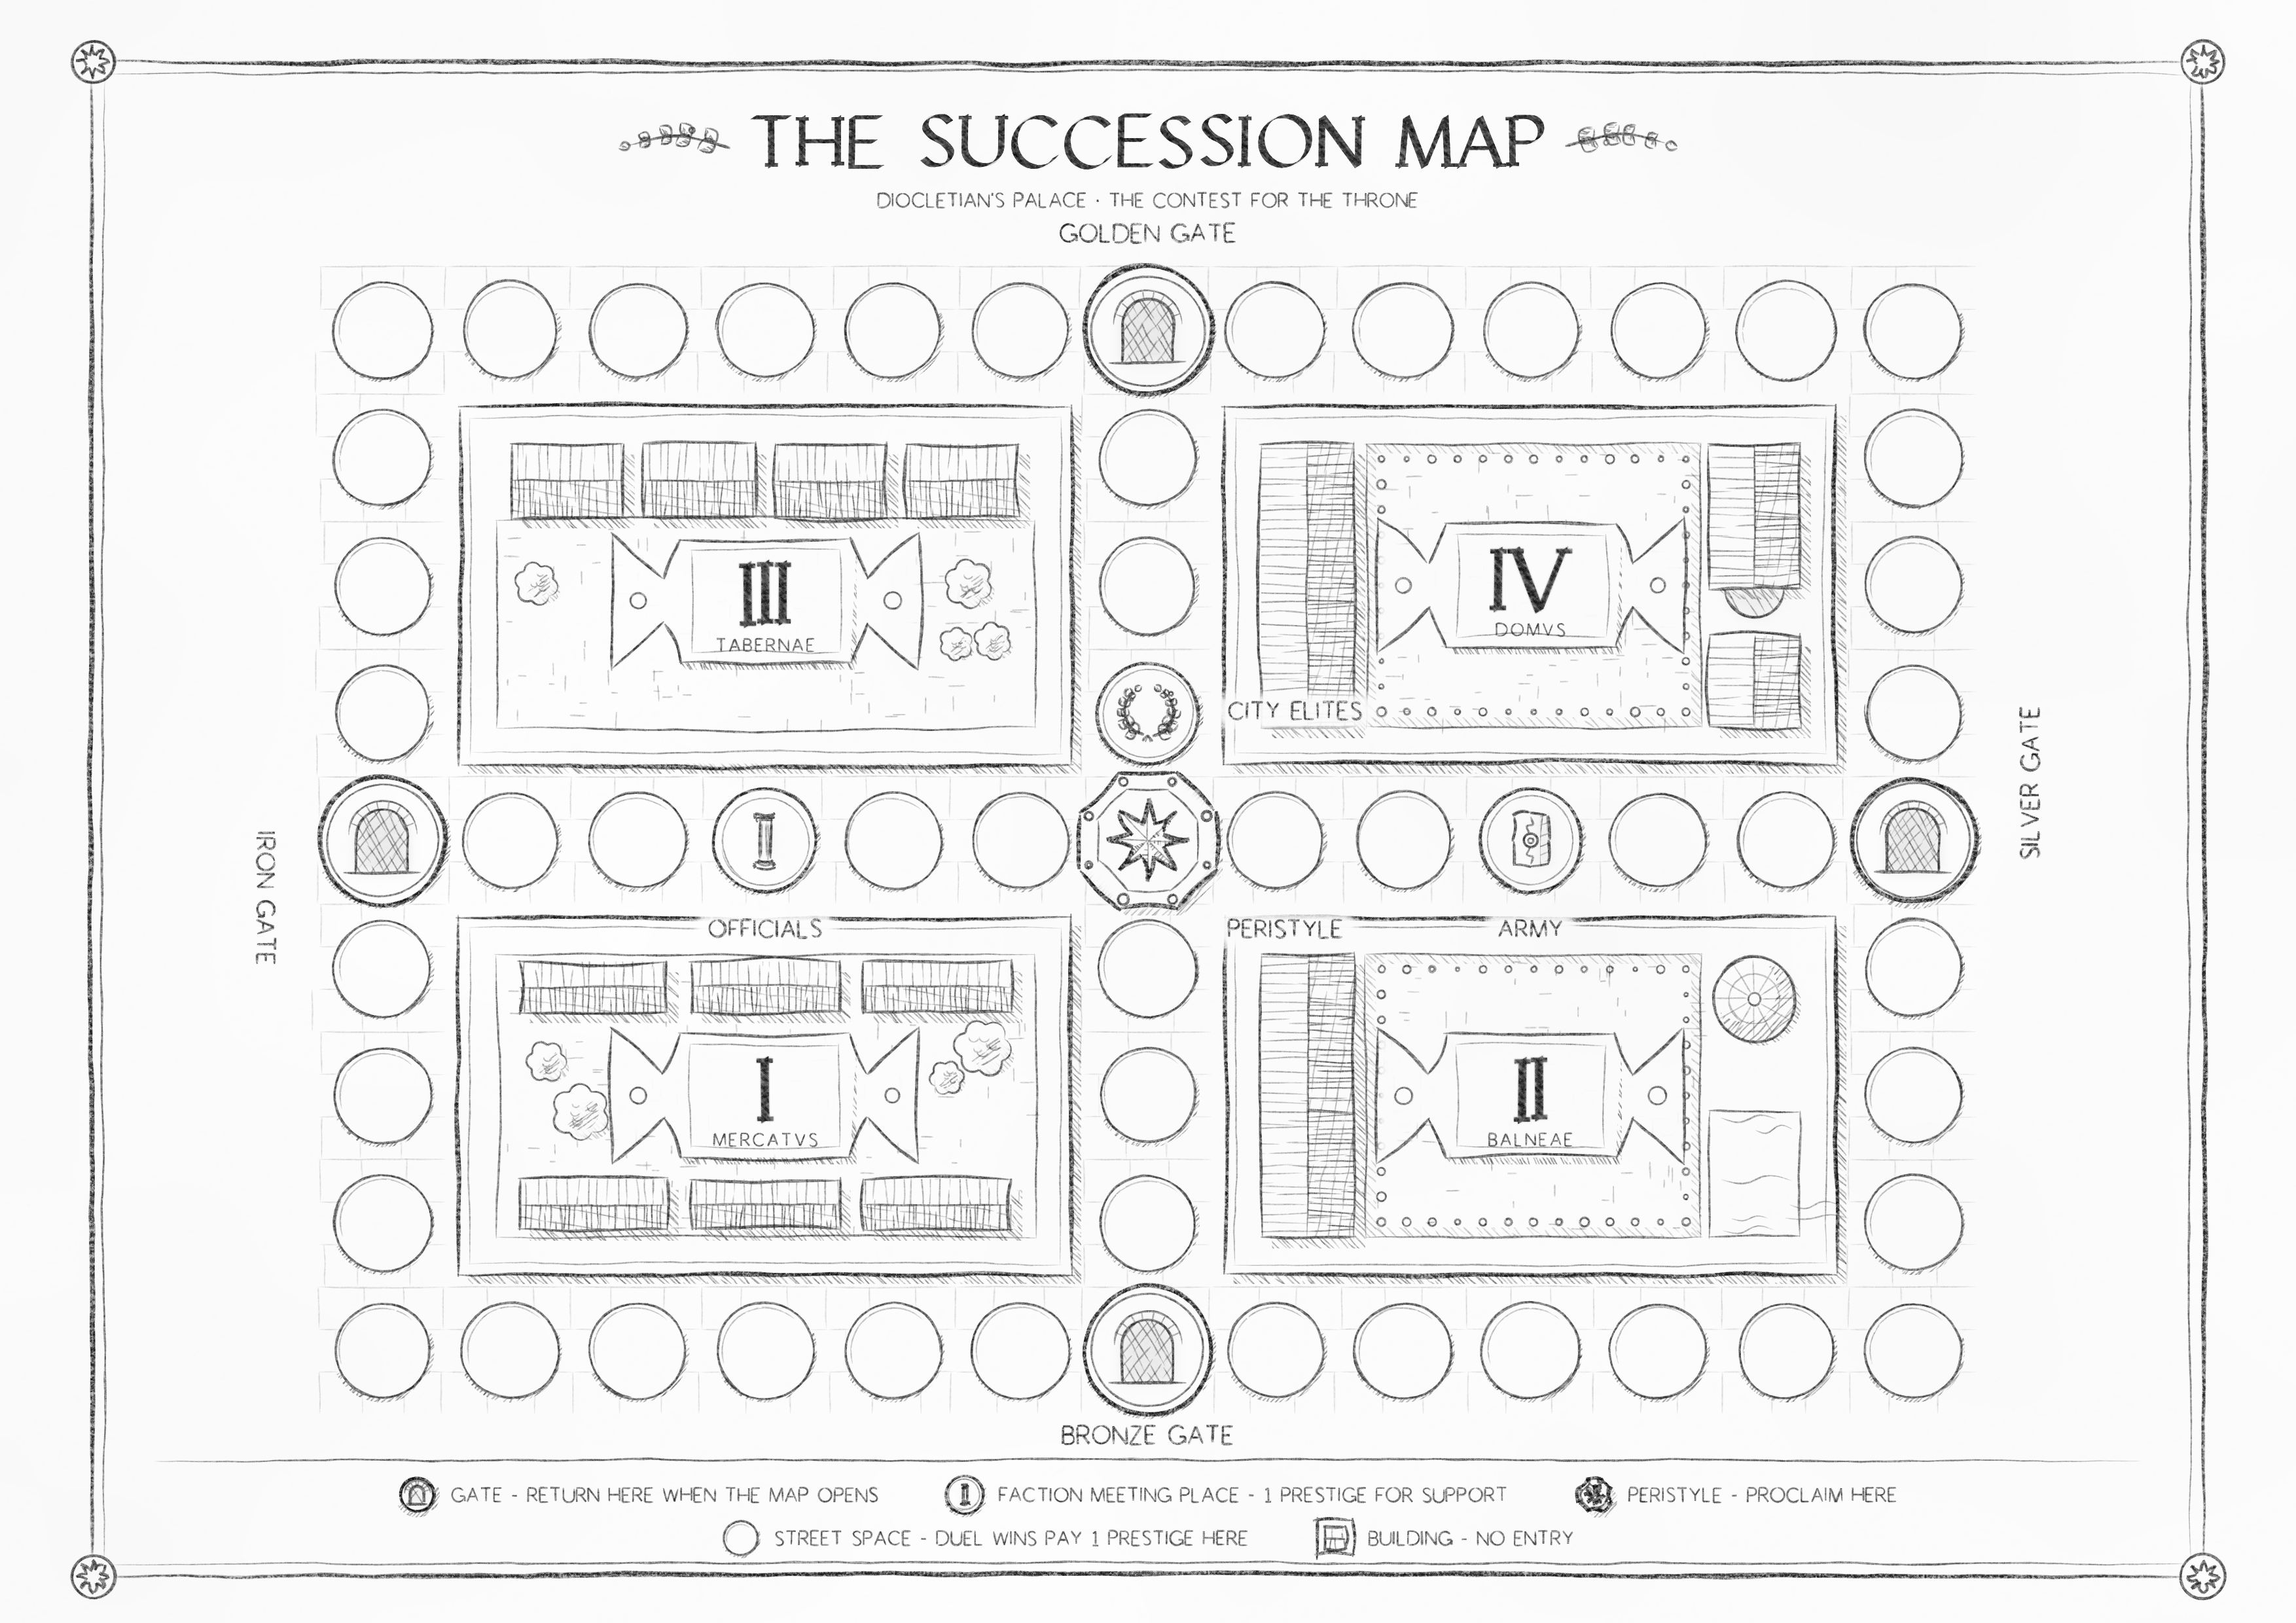 THE SUCCESSION MAP
DIOCLETIAN'S PALACE · THE CONTEST FOR THE THRONE
GOLDEN GATE
III
TABERNAE
IV
DOMVS
CITY ELITES
SILVER GATE
IRON GATE
I
OFFICIALS
PERISTYLE
ARMY
I
MERCATVS
II
BALNEAE
BRONZE GATE
GATE - RETURN HERE WHEN THE MAP OPENS
FACTION MEETING PLACE - 1 PRESTIGE FOR SUPPORT
PERISTYLE - PROCLAIM HERE
STREET SPACE - DUEL WINS PAY 1 PRESTIGE HERE
BUILDING - NO ENTRY